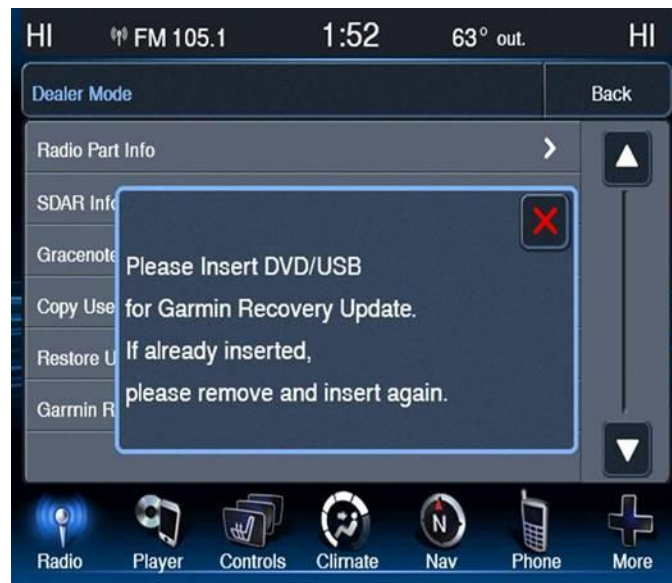 HI FM 105.1 1:52 63° out. HI
Dealer Mode Back
Radio Part Info
SDAR Info
Gracenote
Copy Use
Restore U
Garmin R
Please Insert DVD/USB
for Garmin Recovery Update.
If already inserted,
please remove and insert again.
N
Radio Player Controls Climate Nav Phone More